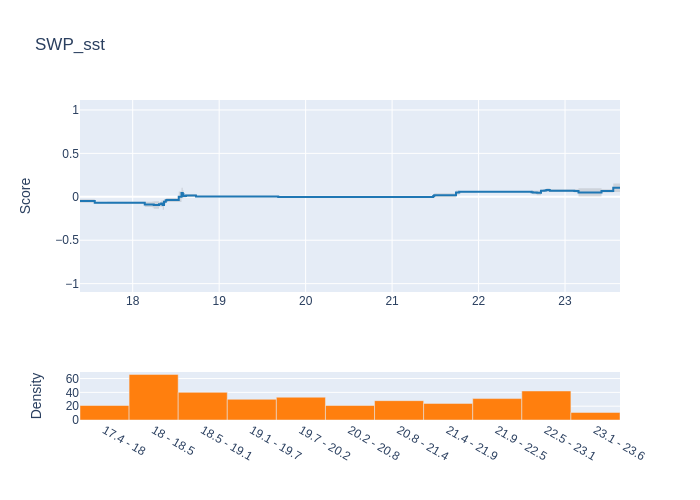 SWP_sst
1
0.5
0
−0.5
−1
Score
18 19 20 21 22 23
60
40
20
0
Density
17.4 - 18
18 - 18.5
18.5 - 19.1
19.1 - 19.7
19.7 - 20.2
20.2 - 20.8
20.8 - 21.4
21.4 - 21.9
21.9 - 22.5
22.5 - 23.1
23.1 - 23.6